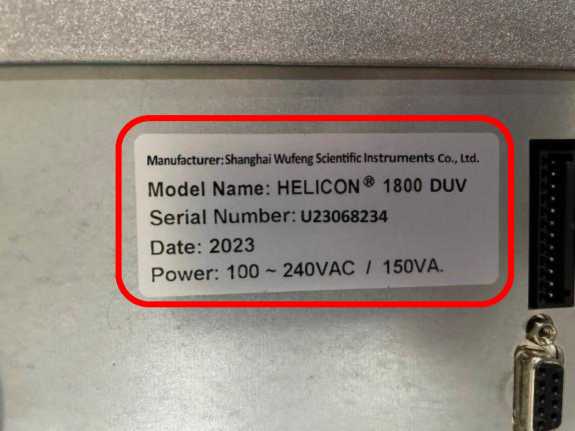 Manufacturer: Shanghai Wufeng Scientific Instruments Co., Ltd.
Model Name: HELICON® 1800 DUV
Serial Number: U23068234
Date: 2023
Power: 100 ~ 240VAC / 150VA.